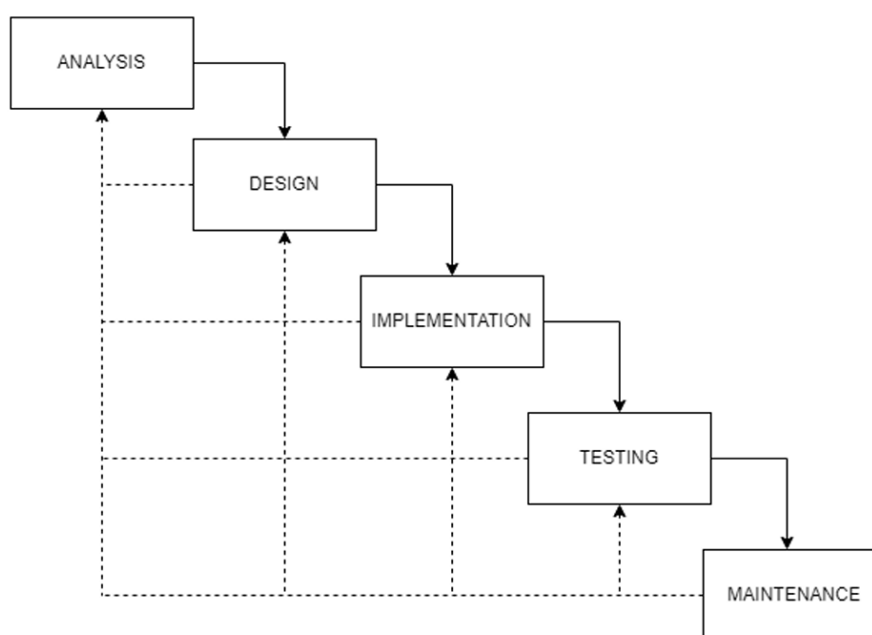 ANALYSIS
DESIGN
IMPLEMENTATION
TESTING
MAINTENANCE